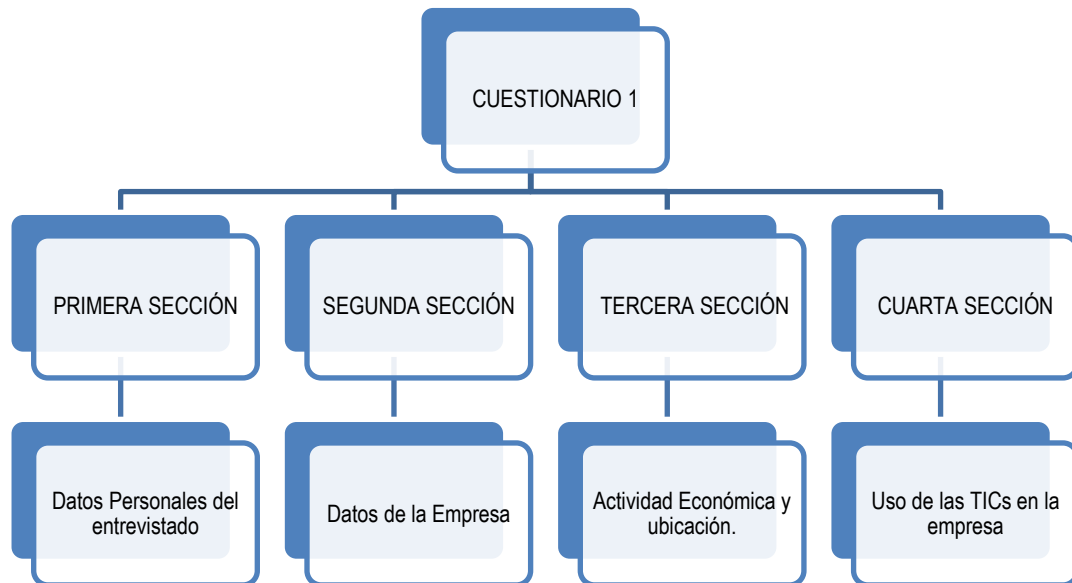 CUESTIONARIO 1
PRIMERA SECCIÓN
SEGUNDA SECCIÓN
TERCERA SECCIÓN
CUARTA SECCIÓN
Datos Personales del
entrevistado
Datos de la Empresa
Actividad Económica y
ubicación.
Uso de las TICs en la
empresa